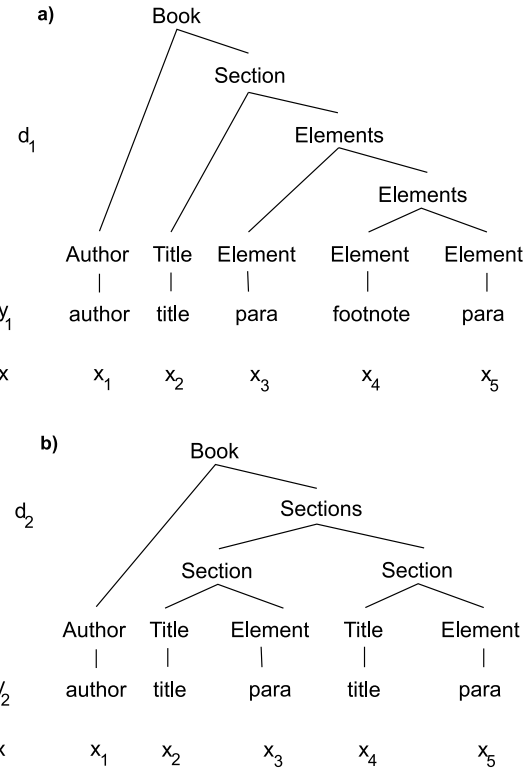 a)
Book
Section
d1
Elements
Elements
Author Title Element Element Element
y1 author title para footnote para
x x1 x2 x3 x4 x5
b)
Book
d2
Sections
Section Section
Author Title Element Title Element
y2 author title para title para
x x1 x2 x3 x4 x5